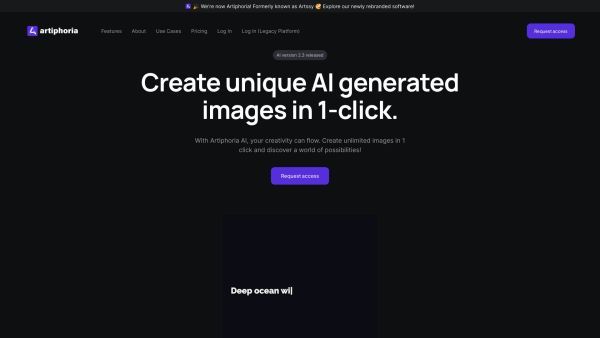 🎉 We're now Artiphoria! Formerly known as Artssy 🥳 Explore our newly rebranded software!
artiphoria Features About Use Cases Pricing Log in Log in (Legacy Platform) Request access
AI version 2.2 released
Create unique AI generated
images in 1-click.
With Artiphoria AI, your creativity can flow. Create unlimited images in 1
click and discover a world of possibilities!
Request access
Deep ocean wi|